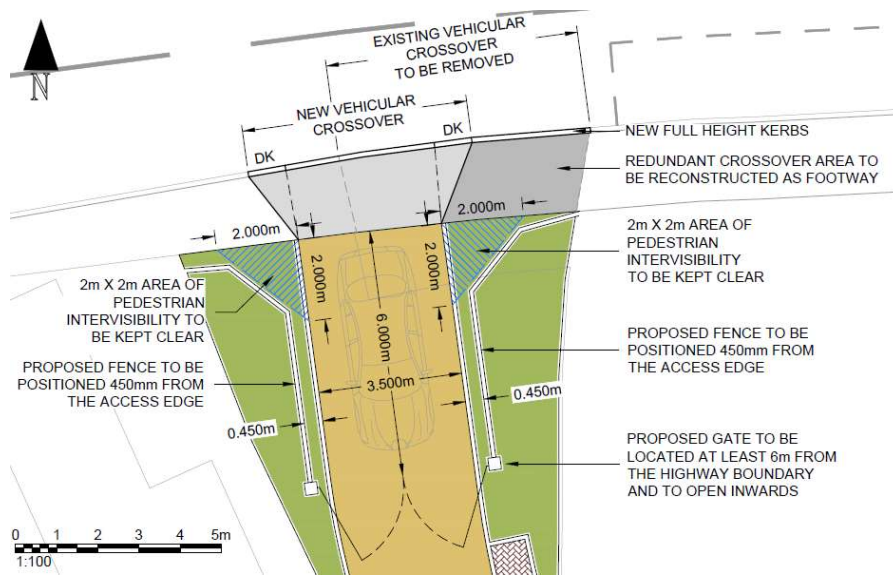 EXISTING VEHICULAR
CROSSOVER
TO BE REMOVED
N
NEW VEHICULAR
CROSSOVER
DK
DK
NEW FULL HEIGHT KERBS
REDUNDANT CROSSOVER AREA TO
BE RECONSTRUCTED AS FOOTWAY
2.000m
2.000m
2m X 2m AREA OF
PEDESTRIAN
INTERVISIBILITY
TO BE KEPT CLEAR
2.000m
2.000m
6.000m
2m X 2m AREA OF
PEDESTRIAN
INTERVISIBILITY TO
BE KEPT CLEAR
PROPOSED FENCE TO BE
POSITIONED 450mm FROM
THE ACCESS EDGE
PROPOSED FENCE TO BE
POSITIONED 450mm FROM
THE ACCESS EDGE
3.500m
0.450m
0.450m
PROPOSED GATE TO BE
LOCATED AT LEAST 6m FROM
THE HIGHWAY BOUNDARY
AND TO OPEN INWARDS
0 1 2 3 4 5m
1:100